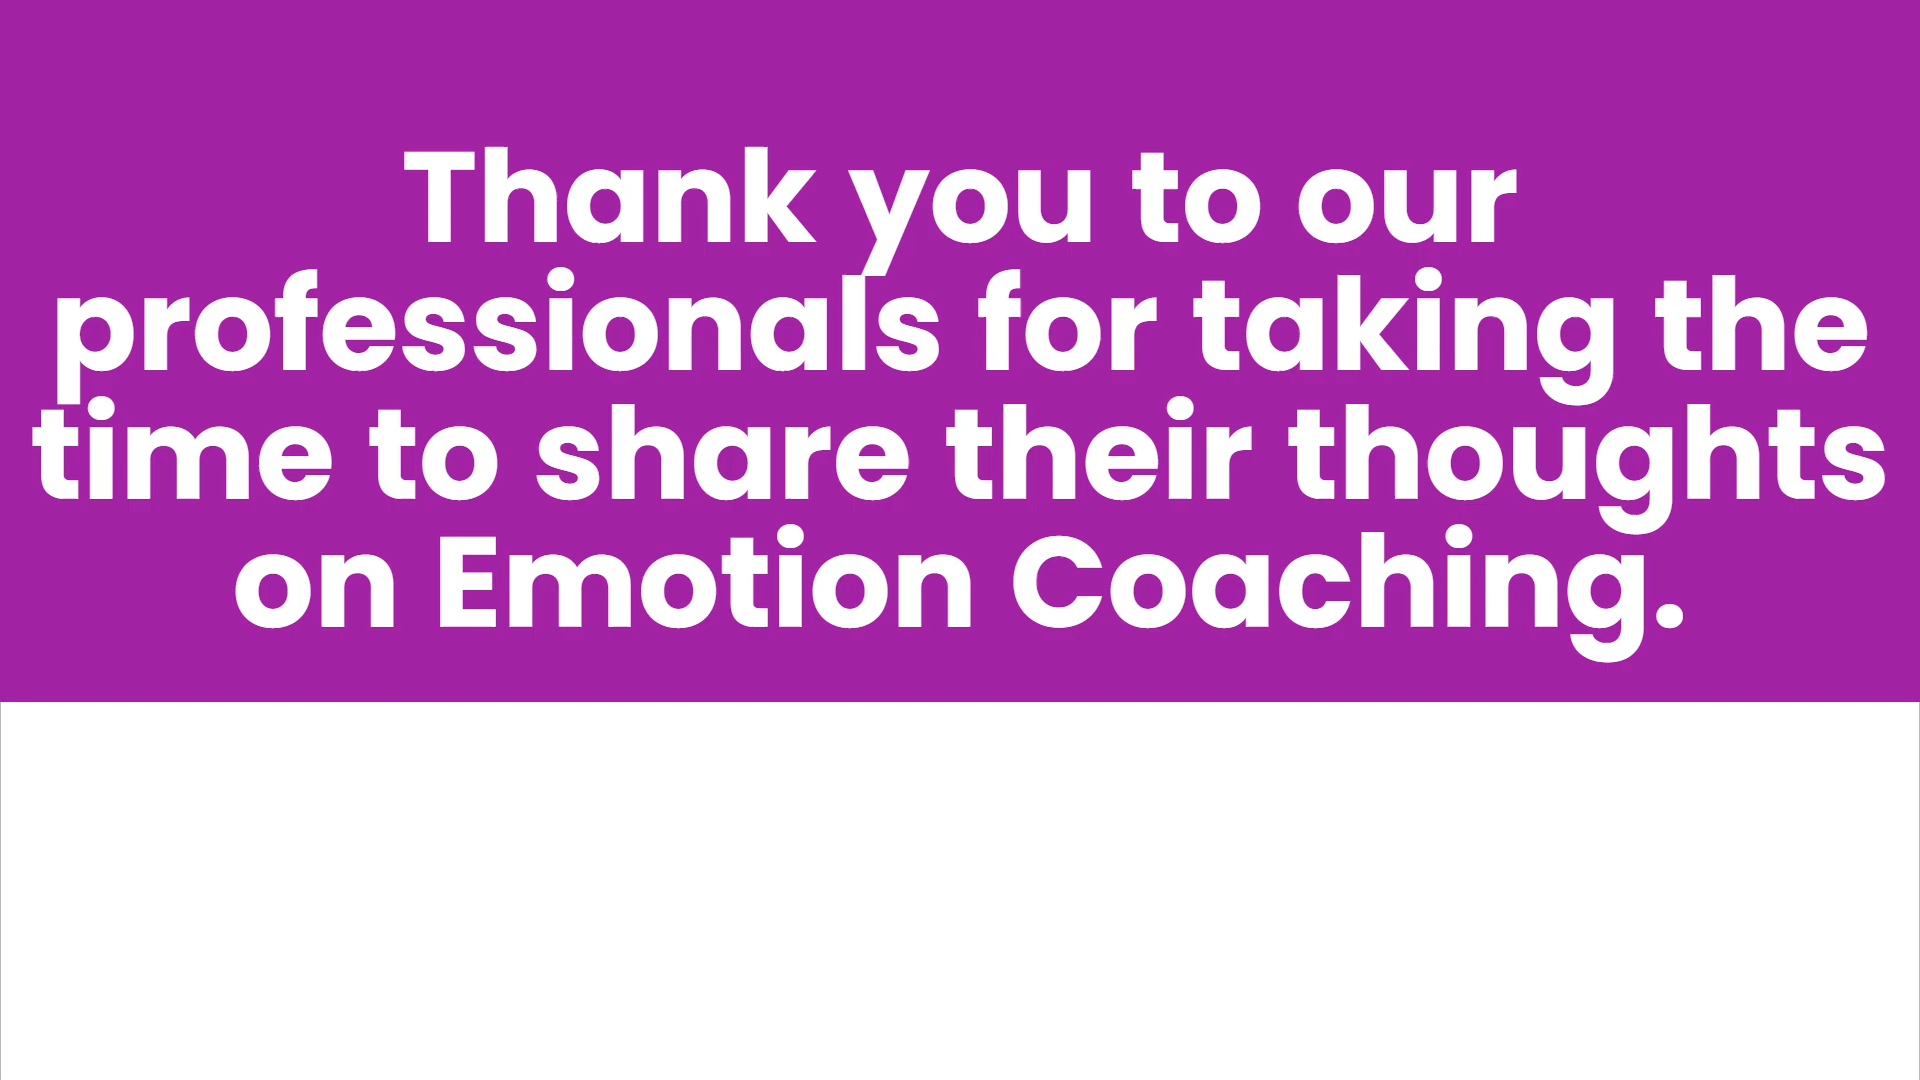 Thank you to our
professionals for taking the
time to share their thoughts
on Emotion Coaching.